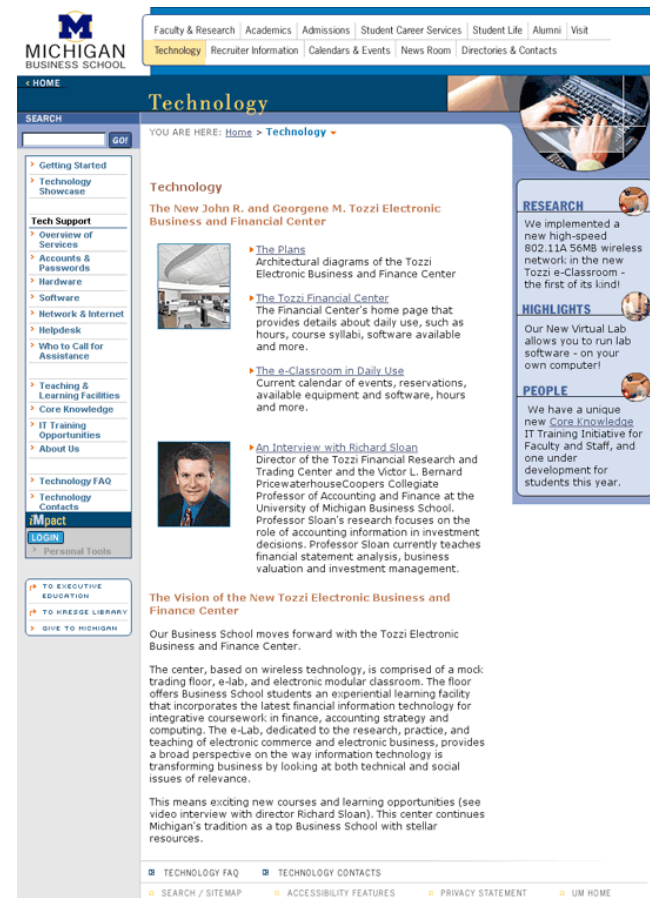 M
MICHIGAN
BUSINESS SCHOOL
Faculty & Research Academics Admissions Student Career Services Student Life Alumni Visit
Technology Recruiter Information Calendars & Events News Room Directories & Contacts
< HOME
Technology
SEARCH
GO!
YOU ARE HERE: Home > Technology
Getting Started
Technology
Showcase
Tech Support
Overview of
Services
Accounts &
Passwords
Hardware
Software
Network & Internet
Helpdesk
Who to Call for
Assistance
Teaching &
Learning Facilities
Core Knowledge
IT Training
Opportunities
About Us
Technology FAQ
Technology
Contacts
iMpact
LOGIN
Personal Tools
TO EXECUTIVE
EDUCATION
TO KRESGE LIBRARY
GIVE TO MICHIGAN
Technology
The New John R. and Georgene M. Tozzi Electronic
Business and Financial Center
The Plans
Architectural diagrams of the Tozzi
Electronic Business and Finance Center
The Tozzi Financial Center
The Financial Center's home page that
provides details about daily use, such as
hours, course syllabi, software available
and more.
The e-Classroom in Daily Use
Current calendar of events, reservations,
available equipment and software, hours
and more.
An Interview with Richard Sloan
Director of the Tozzi Financial Research and
Trading Center and the Victor L. Bernard
PricewaterhouseCoopers Collegiate
Professor of Accounting and Finance at the
University of Michigan Business School.
Professor Sloan's research focuses on the
role of accounting information in investment
decisions. Professor Sloan currently teaches
financial statement analysis, business
valuation and investment management.
The Vision of the New Tozzi Electronic Business and
Finance Center
Our Business School moves forward with the Tozzi Electronic
Business and Finance Center.
The center, based on wireless technology, is comprised of a mock
trading floor, e-lab, and electronic modular classroom. The floor
offers Business School students an experiential learning facility
that incorporates the latest financial information technology for
integrative coursework in finance, accounting strategy and
computing. The e-Lab, dedicated to the research, practice, and
teaching of electronic commerce and electronic business, provides
a broad perspective on the way information technology is
transforming business by looking at both technical and social
issues of relevance.
This means exciting new courses and learning opportunities (see
video interview with director Richard Sloan). This center continues
Michigan's tradition as a top Business School with stellar
resources.
RESEARCH
We implemented a
new high-speed
802.11A 56MB wireless
network in the new
Tozzi e-Classroom -
the first of its kind!
HIGHLIGHTS
Our New Virtual Lab
allows you to run lab
software - on your
own computer!
PEOPLE
We have a unique
new Core Knowledge
IT Training Initiative for
Faculty and Staff, and
one under
development for
students this year.
TECHNOLOGY FAQ TECHNOLOGY CONTACTS
SEARCH / SITEMAP ACCESSIBILITY FEATURES PRIVACY STATEMENT UM HOME